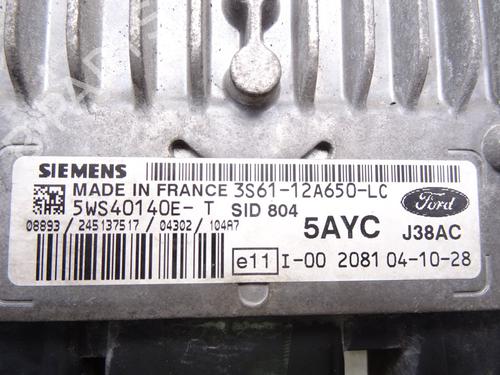 SIEMENS
MADE IN FRANCE 3S61-12A650-LC
5WS40140E- T SID 804
08893 / 245137517 / 04302 / 104A7
Ford
5AYC J38AC
e11 I-00 2081 04-10-28